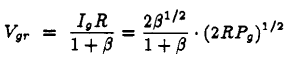 V_{gr} = \frac{I_g R}{1 + \beta} = \frac{2\beta^{1/2}}{1 + \beta} \cdot (2RP_g)^{1/2}